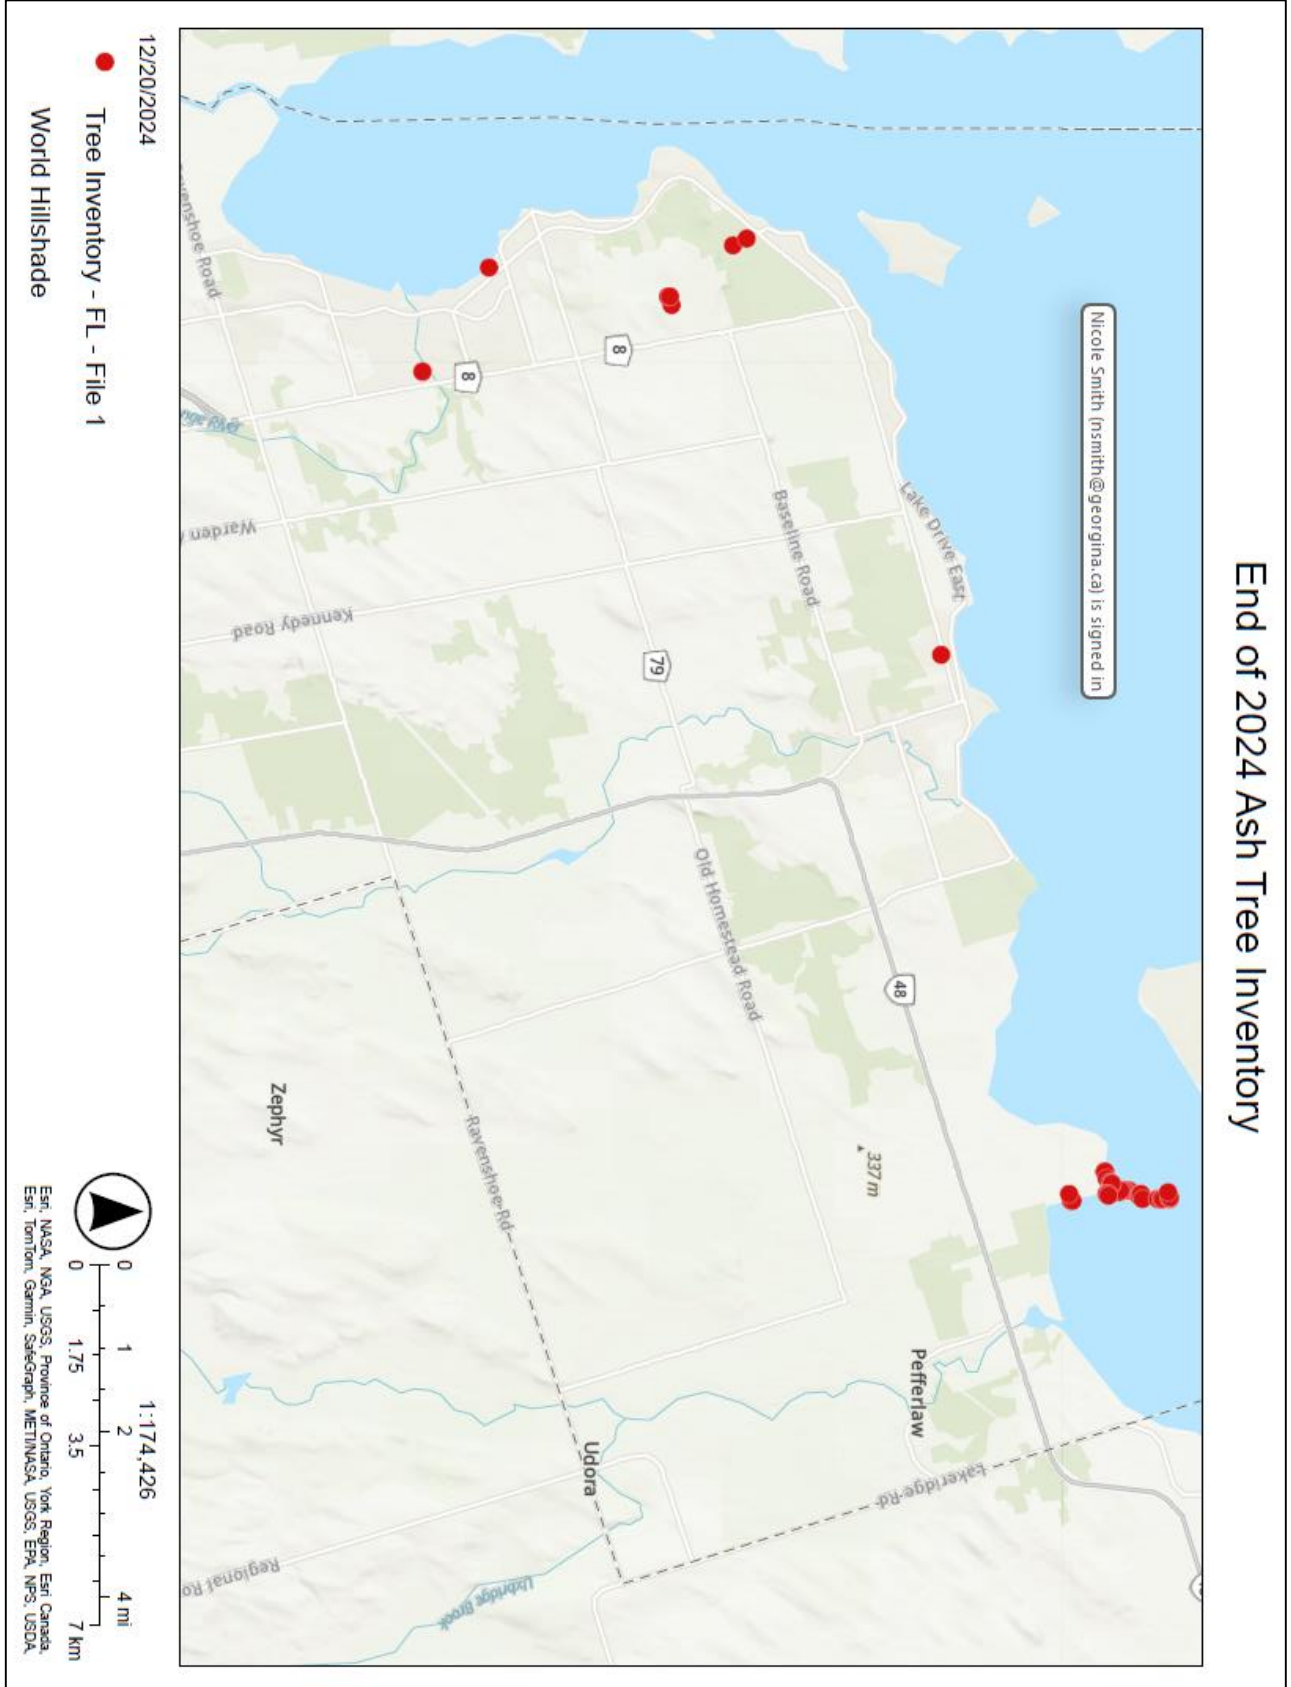 End of 2024 Ash Tree Inventory
Nicole Smith (nsmith@georgina.ca) is signed in
Lake Drive East
Baseline Road
8
8
79
48
Old Homestead Road
337 m
Pefferlaw
Lakeridge Rd
Ravenshoe Rd
Udora
Zephyr
Kennedy Road
Warden
nge River
venshoe Road
Uxbridge Brook
Regional Ro
12/20/2024
Tree Inventory - FL - File 1
World Hillshade
1:174,426
0 1 2 4 mi
0 1.75 3.5 7 km
Esri, NASA, NGA, USGS, Province of Ontario, York Region, Esri Canada,
Esri, TomTom, Garmin, SafeGraph, METI/NASA, USGS, EPA, NPS, USDA,